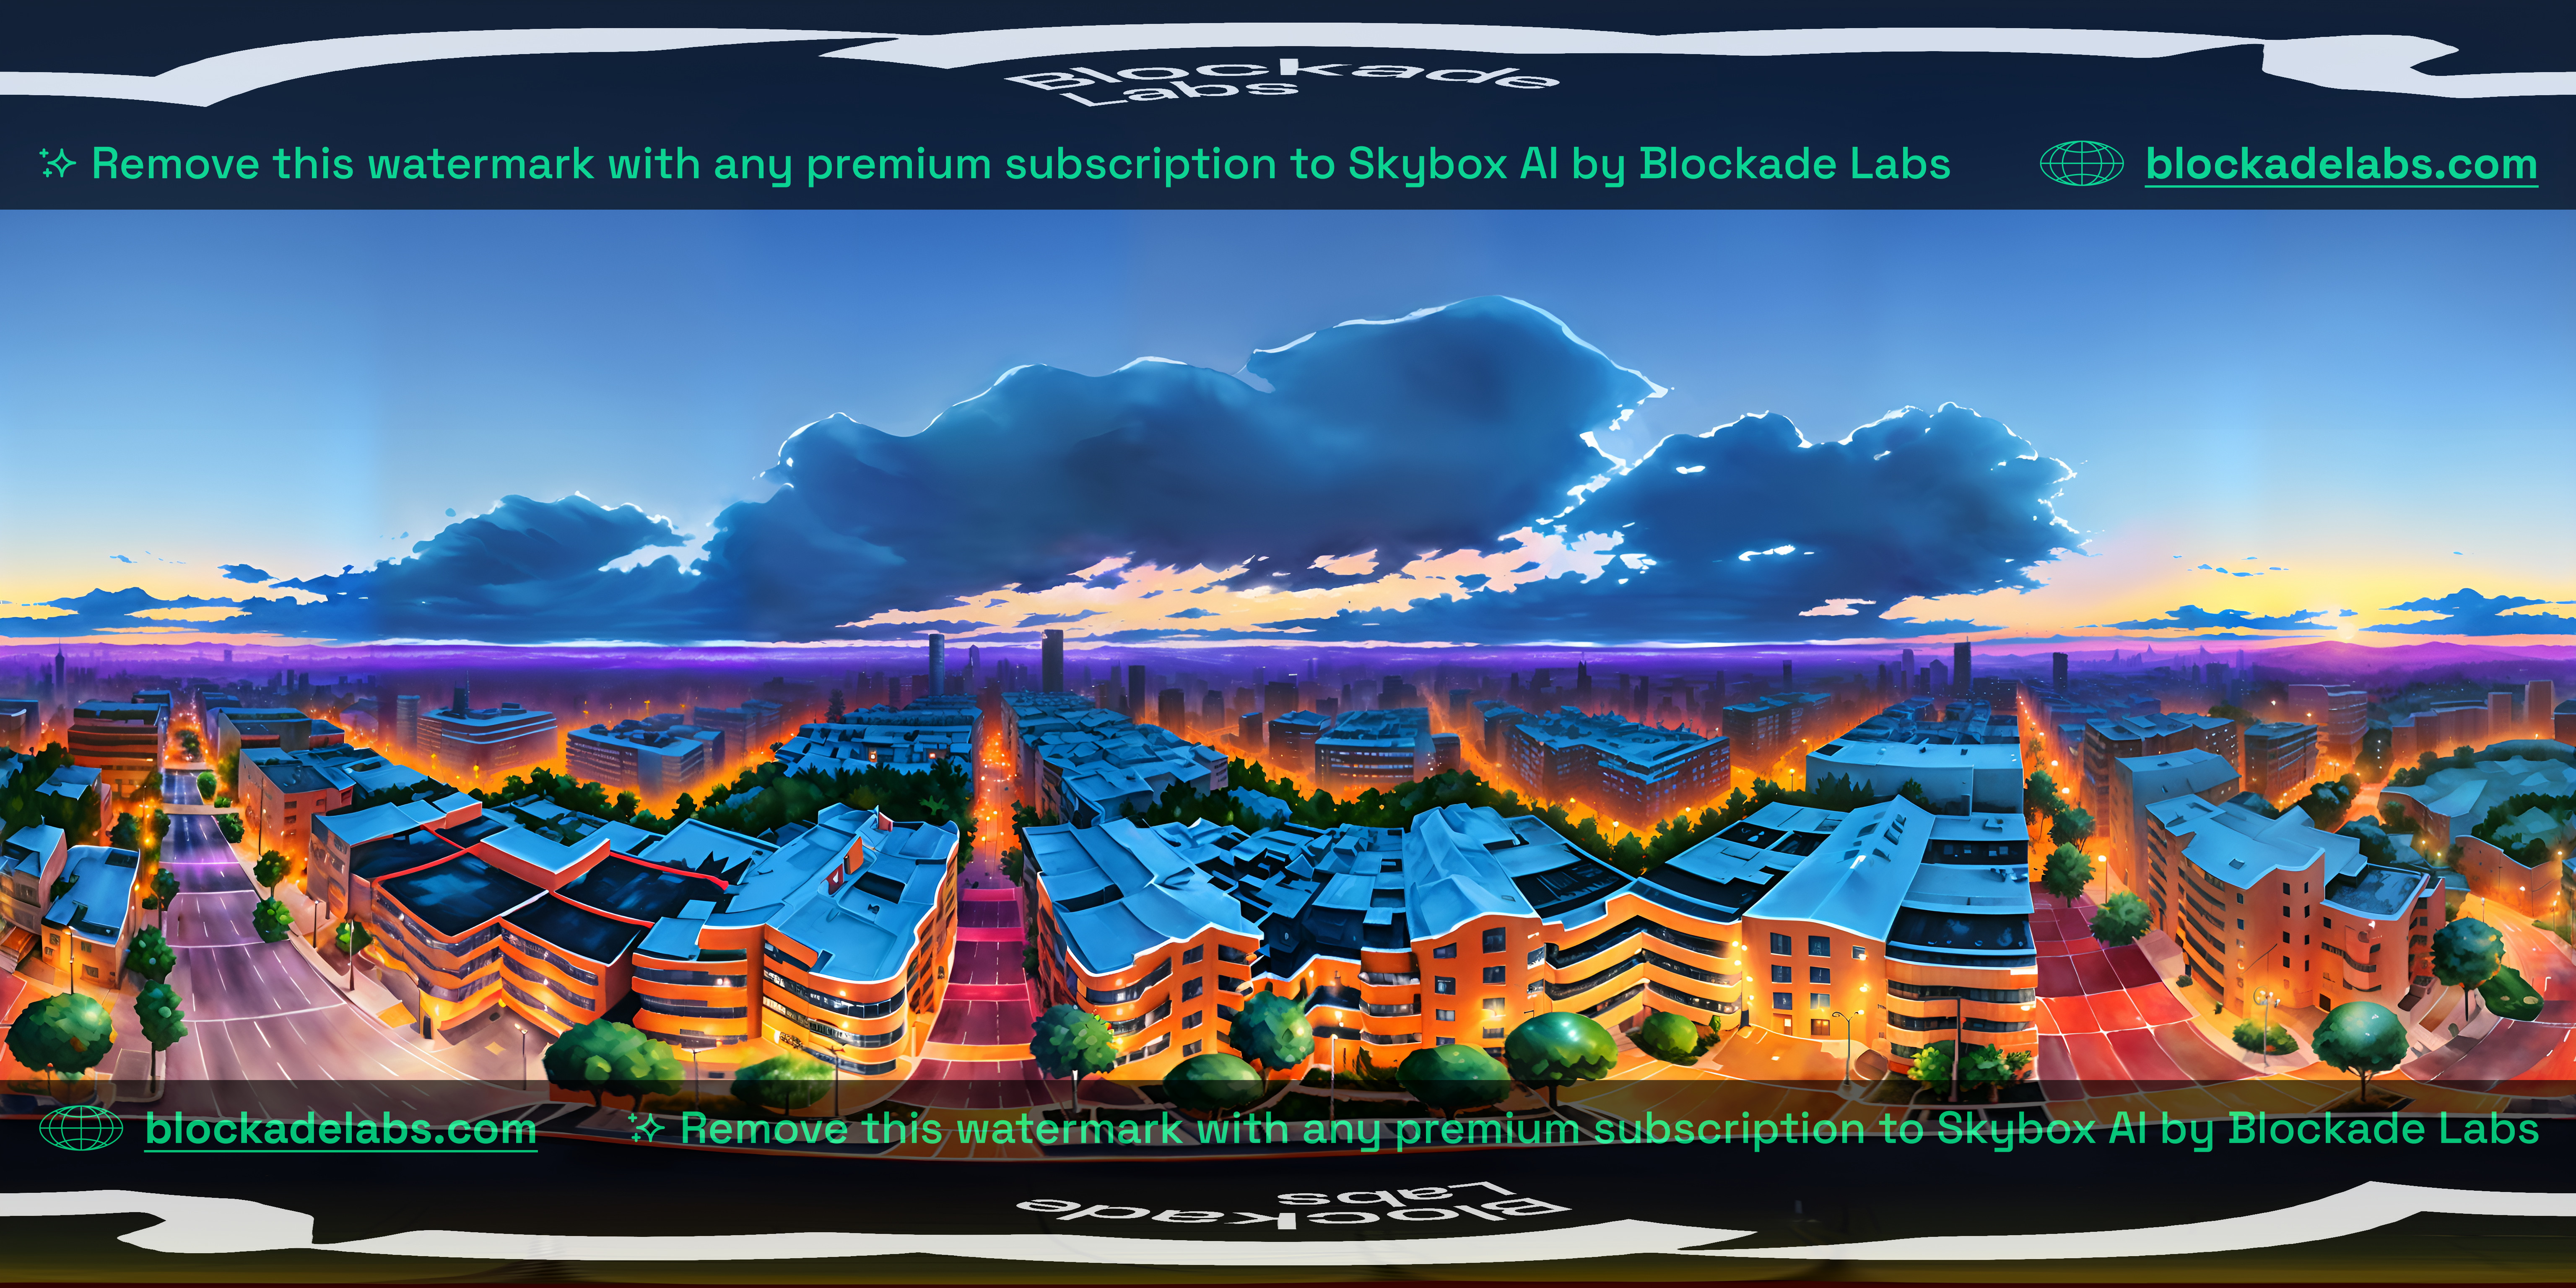 Blockade
Labs
Remove this watermark with any premium subscription to Skybox AI by Blockade Labs
blockadelabs.com
blockadelabs.com
Remove this watermark with any premium subscription to Skybox AI by Blockade Labs
Labs
Blockade